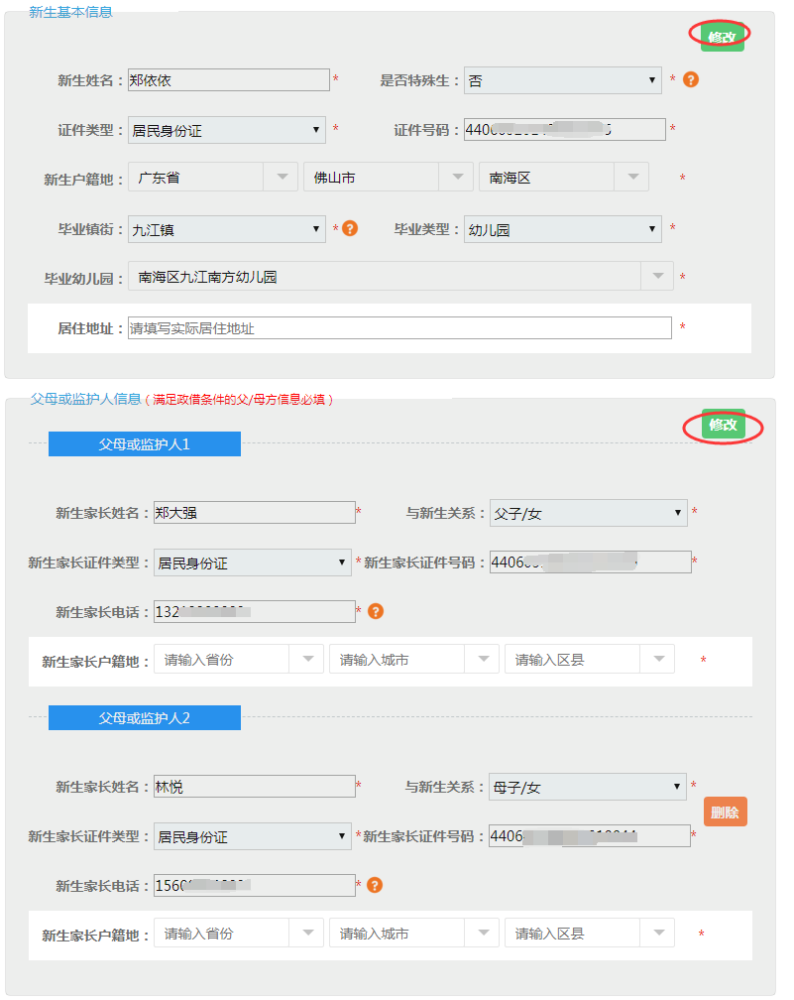 新生基本信息
修改
新生姓名： 郑依依 * 是否特殊生： 否 * ?
证件类型： 居民身份证 * 证件号码： *
新生户籍地： 广东省 佛山市 南海区 *
毕业镇街： 九江镇 * ? 毕业类型： 幼儿园 *
毕业幼儿园： 南海区九江南方幼儿园 *
居住地址： 请填写实际居住地址 *
父母或监护人信息（满足政借条件的父/母方信息必填）
修改
父母或监护人1
新生家长姓名： 郑大强 * 与新生关系： 父子/女 *
新生家长证件类型： 居民身份证 * 新生家长证件号码： 4406 *
新生家长电话： 132 * ?
新生家长户籍地： 请输入省份 请输入城市 请输入区县 *
父母或监护人2
新生家长姓名： 林悦 * 与新生关系： 母子/女 *
删除
新生家长证件类型： 居民身份证 * 新生家长证件号码： 4406 *
新生家长电话： 1560 * ?
新生家长户籍地： 请输入省份 请输入城市 请输入区县 *